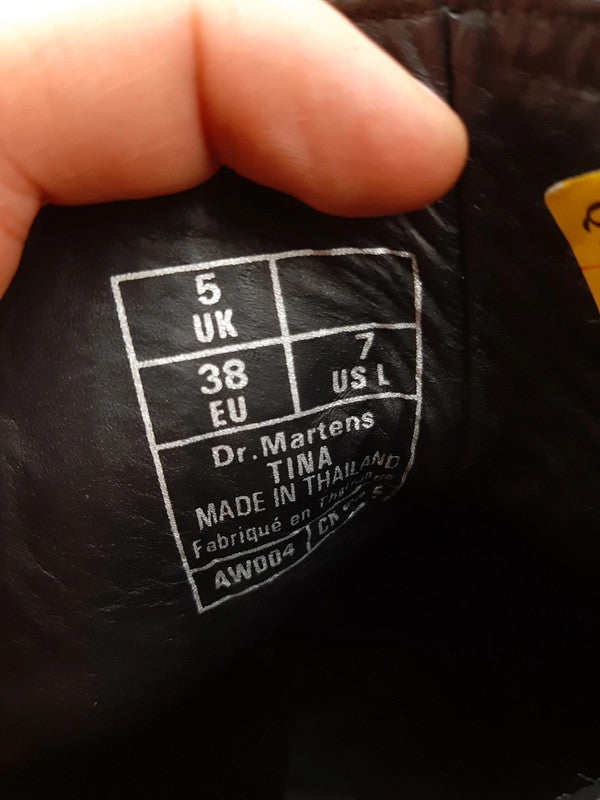 5
UK
38
EU
7
US L
Dr. Martens
TINA
MADE IN THAILAND
Fabriqué en
AW004